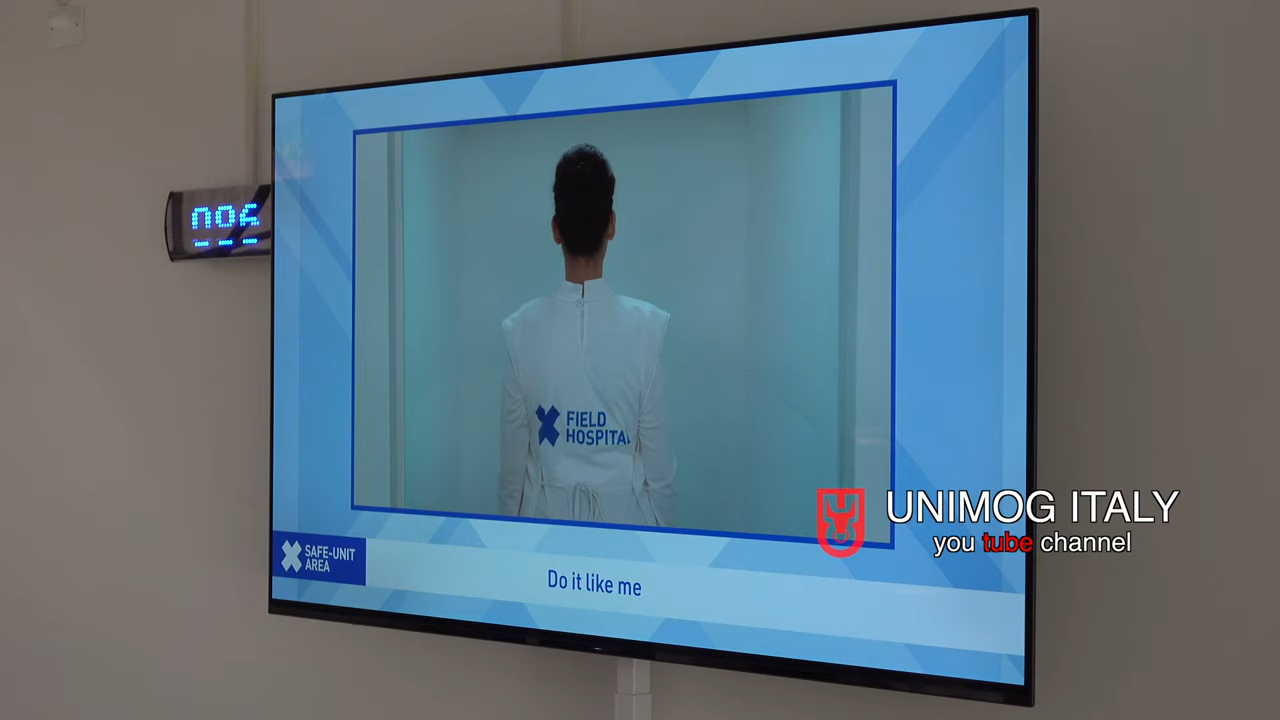 FIELD
HOSPITAL
SAFE-UNIT
AREA
Do it like me
UNIMOG ITALY
you tube channel